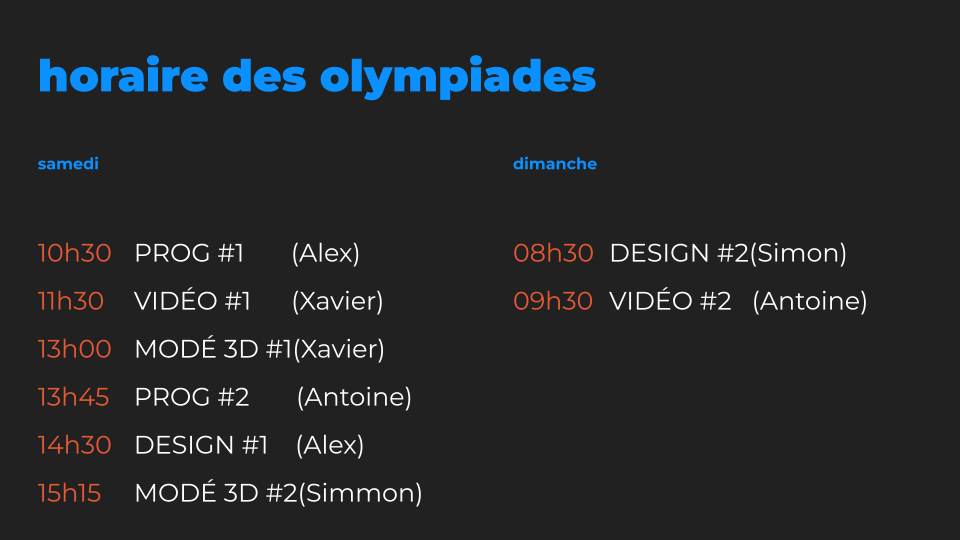 horaire des olympiades
samedi
10h30 PROG #1 (Alex)
11h30 VIDÉO #1 (Xavier)
13h00 MODÉ 3D #1(Xavier)
13h45 PROG #2 (Antoine)
14h30 DESIGN #1 (Alex)
15h15 MODÉ 3D #2(Simmon)
dimanche
08h30 DESIGN #2(Simon)
09h30 VIDÉO #2 (Antoine)